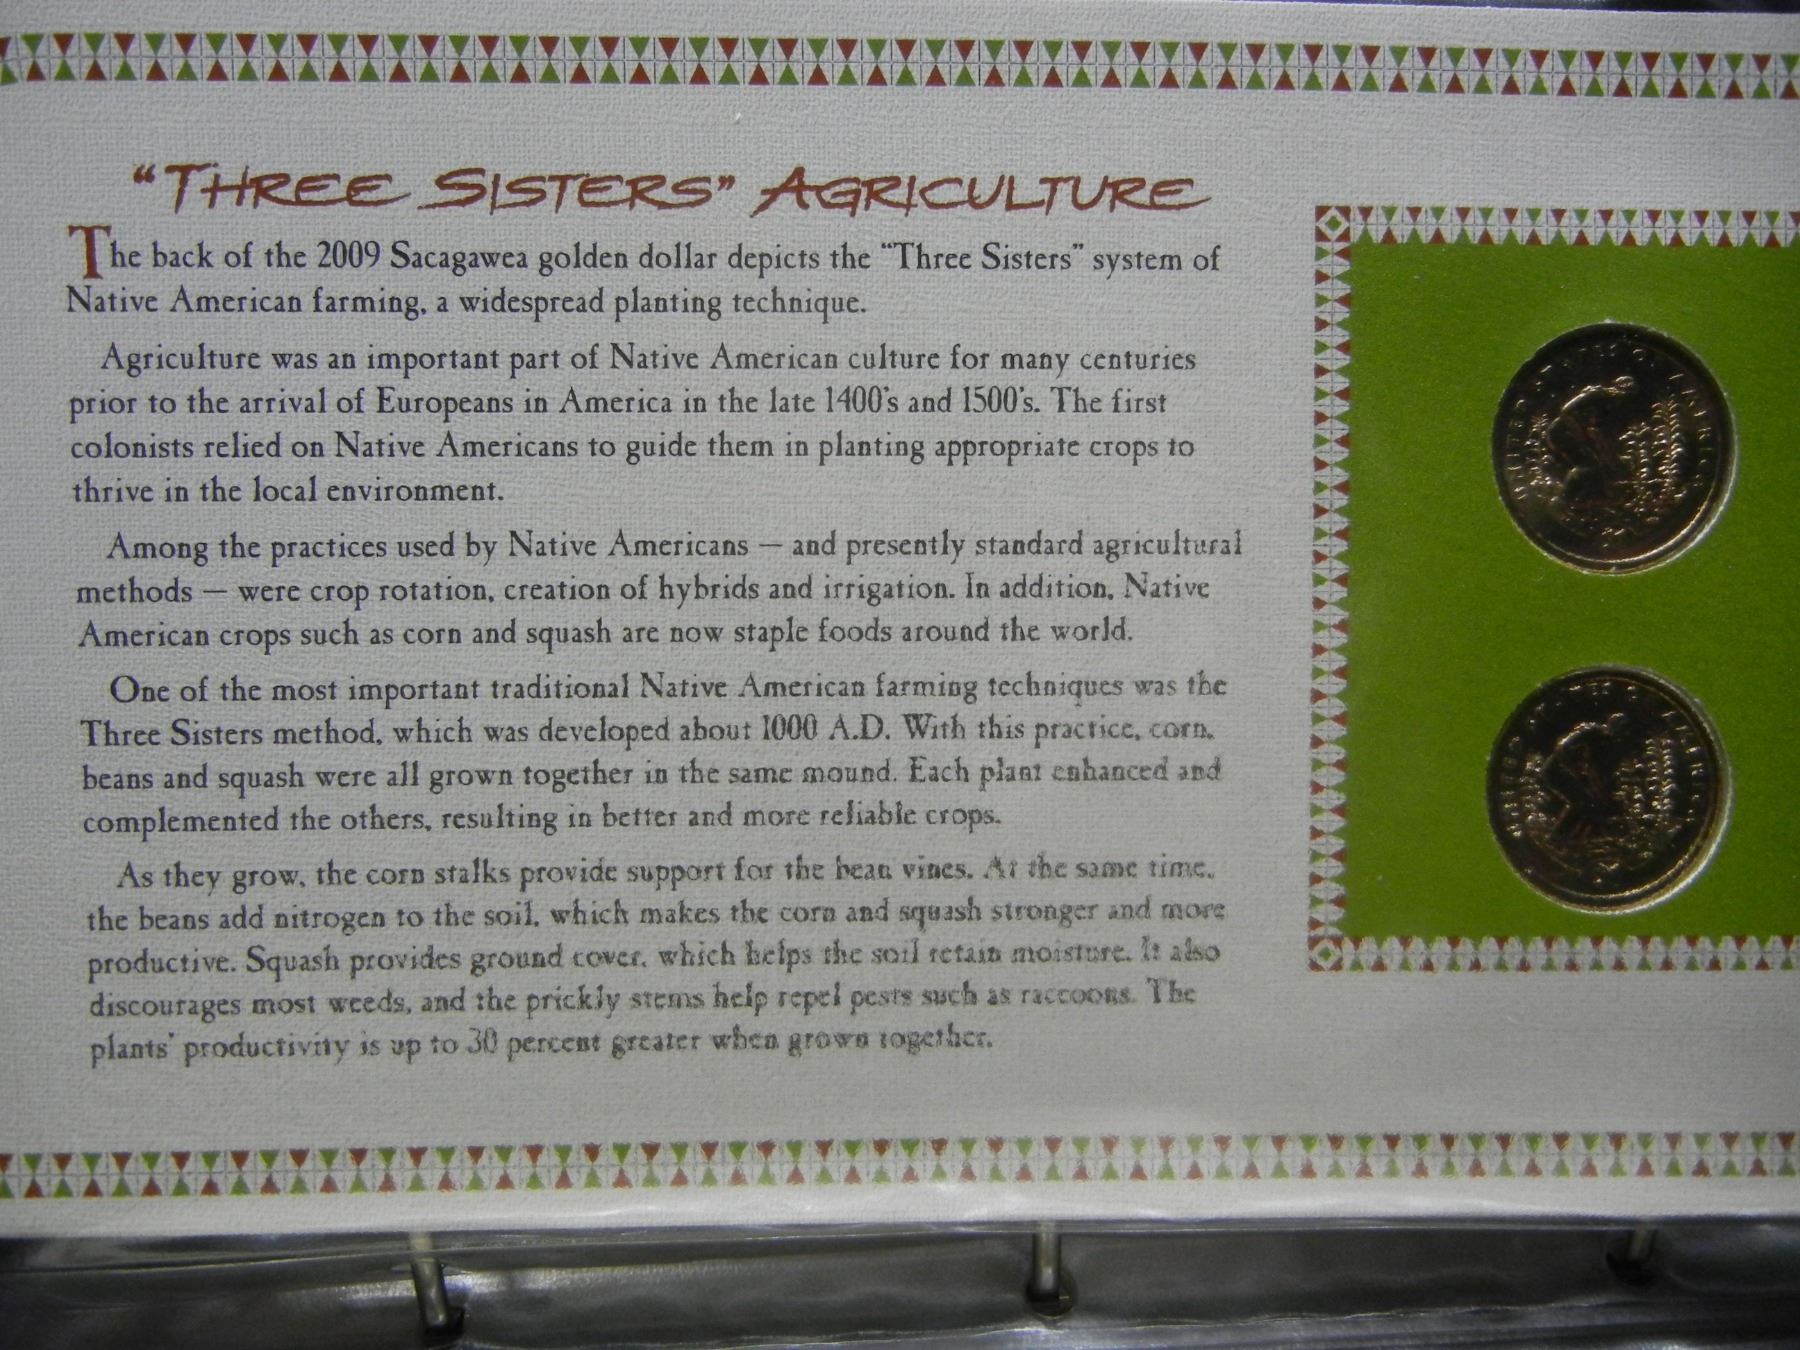 “Three Sisters” Agriculture
The back of the 2009 Sacagawea golden dollar depicts the “Three Sisters” system of
Native American farming, a widespread planting technique.
Agriculture was an important part of Native American culture for many centuries
prior to the arrival of Europeans in America in the late 1400's and 1500's. The first
colonists relied on Native Americans to guide them in planting appropriate crops to
thrive in the local environment.
Among the practices used by Native Americans — and presently standard agricultural
methods — were crop rotation, creation of hybrids and irrigation. In addition, Native
American crops such as corn and squash are now staple foods around the world.
One of the most important traditional Native American farming techniques was the
Three Sisters method, which was developed about 1000 A.D. With this practice, corn,
beans and squash were all grown together in the same mound. Each plant enhanced and
complemented the others, resulting in better and more reliable crops.
As they grow, the corn stalks provide support for the bean vines. At the same time,
the beans add nitrogen to the soil, which makes the corn and squash stronger and more
productive. Squash provides ground cover, which helps the soil retain moisture. It also
discourages most weeds, and the prickly stems help repel pests such as raccoons. The
plants' productivity is up to 30 percent greater when grown together.
UNITED STATES OF AMERICA
UNITED STATES OF AMERICA